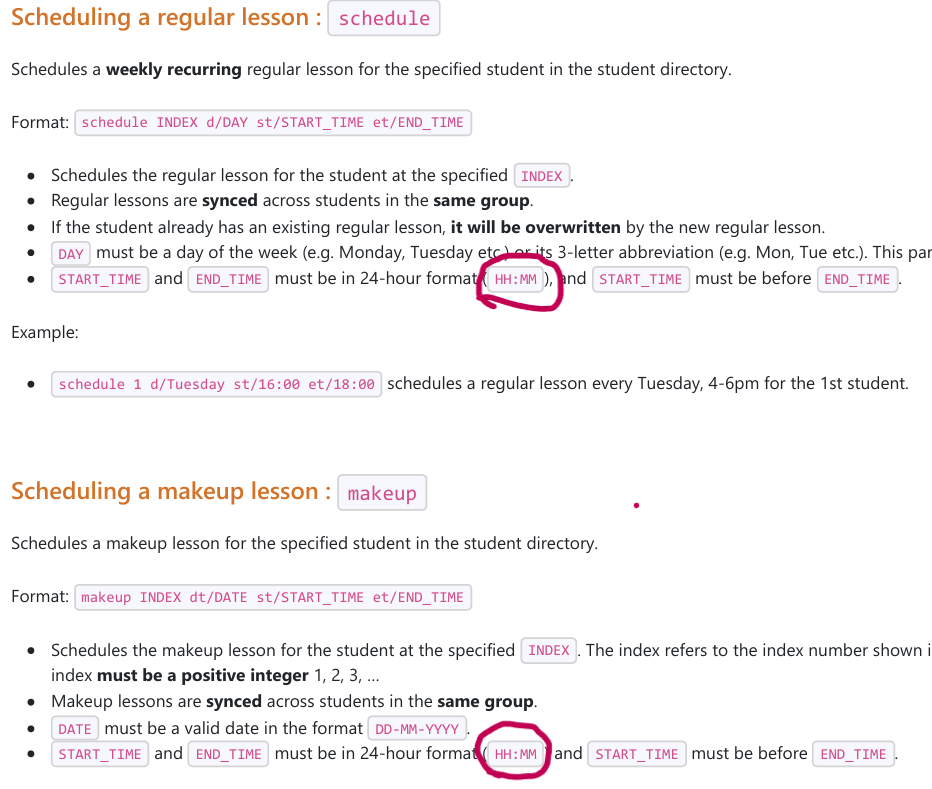 Scheduling a regular lesson : schedule
Schedules a weekly recurring regular lesson for the specified student in the student directory.
Format: schedule INDEX d/DAY st/START_TIME et/END_TIME
• Schedules the regular lesson for the student at the specified INDEX.
• Regular lessons are synced across students in the same group.
• If the student already has an existing regular lesson, it will be overwritten by the new regular lesson.
• DAY must be a day of the week (e.g. Monday, Tuesday etc.) or its 3-letter abbreviation (e.g. Mon, Tue etc.). This par
• START_TIME and END_TIME must be in 24-hour format (HH:MM), and START_TIME must be before END_TIME.
Example:
• schedule 1 d/Tuesday st/16:00 et/18:00 schedules a regular lesson every Tuesday, 4-6pm for the 1st student.
Scheduling a makeup lesson : makeup
Schedules a makeup lesson for the specified student in the student directory.
Format: makeup INDEX dt/DATE st/START_TIME et/END_TIME
• Schedules the makeup lesson for the student at the specified INDEX. The index refers to the index number shown i
index must be a positive integer 1, 2, 3, …
• Makeup lessons are synced across students in the same group.
• DATE must be a valid date in the format DD-MM-YYYY.
• START_TIME and END_TIME must be in 24-hour format (HH:MM) and START_TIME must be before END_TIME.